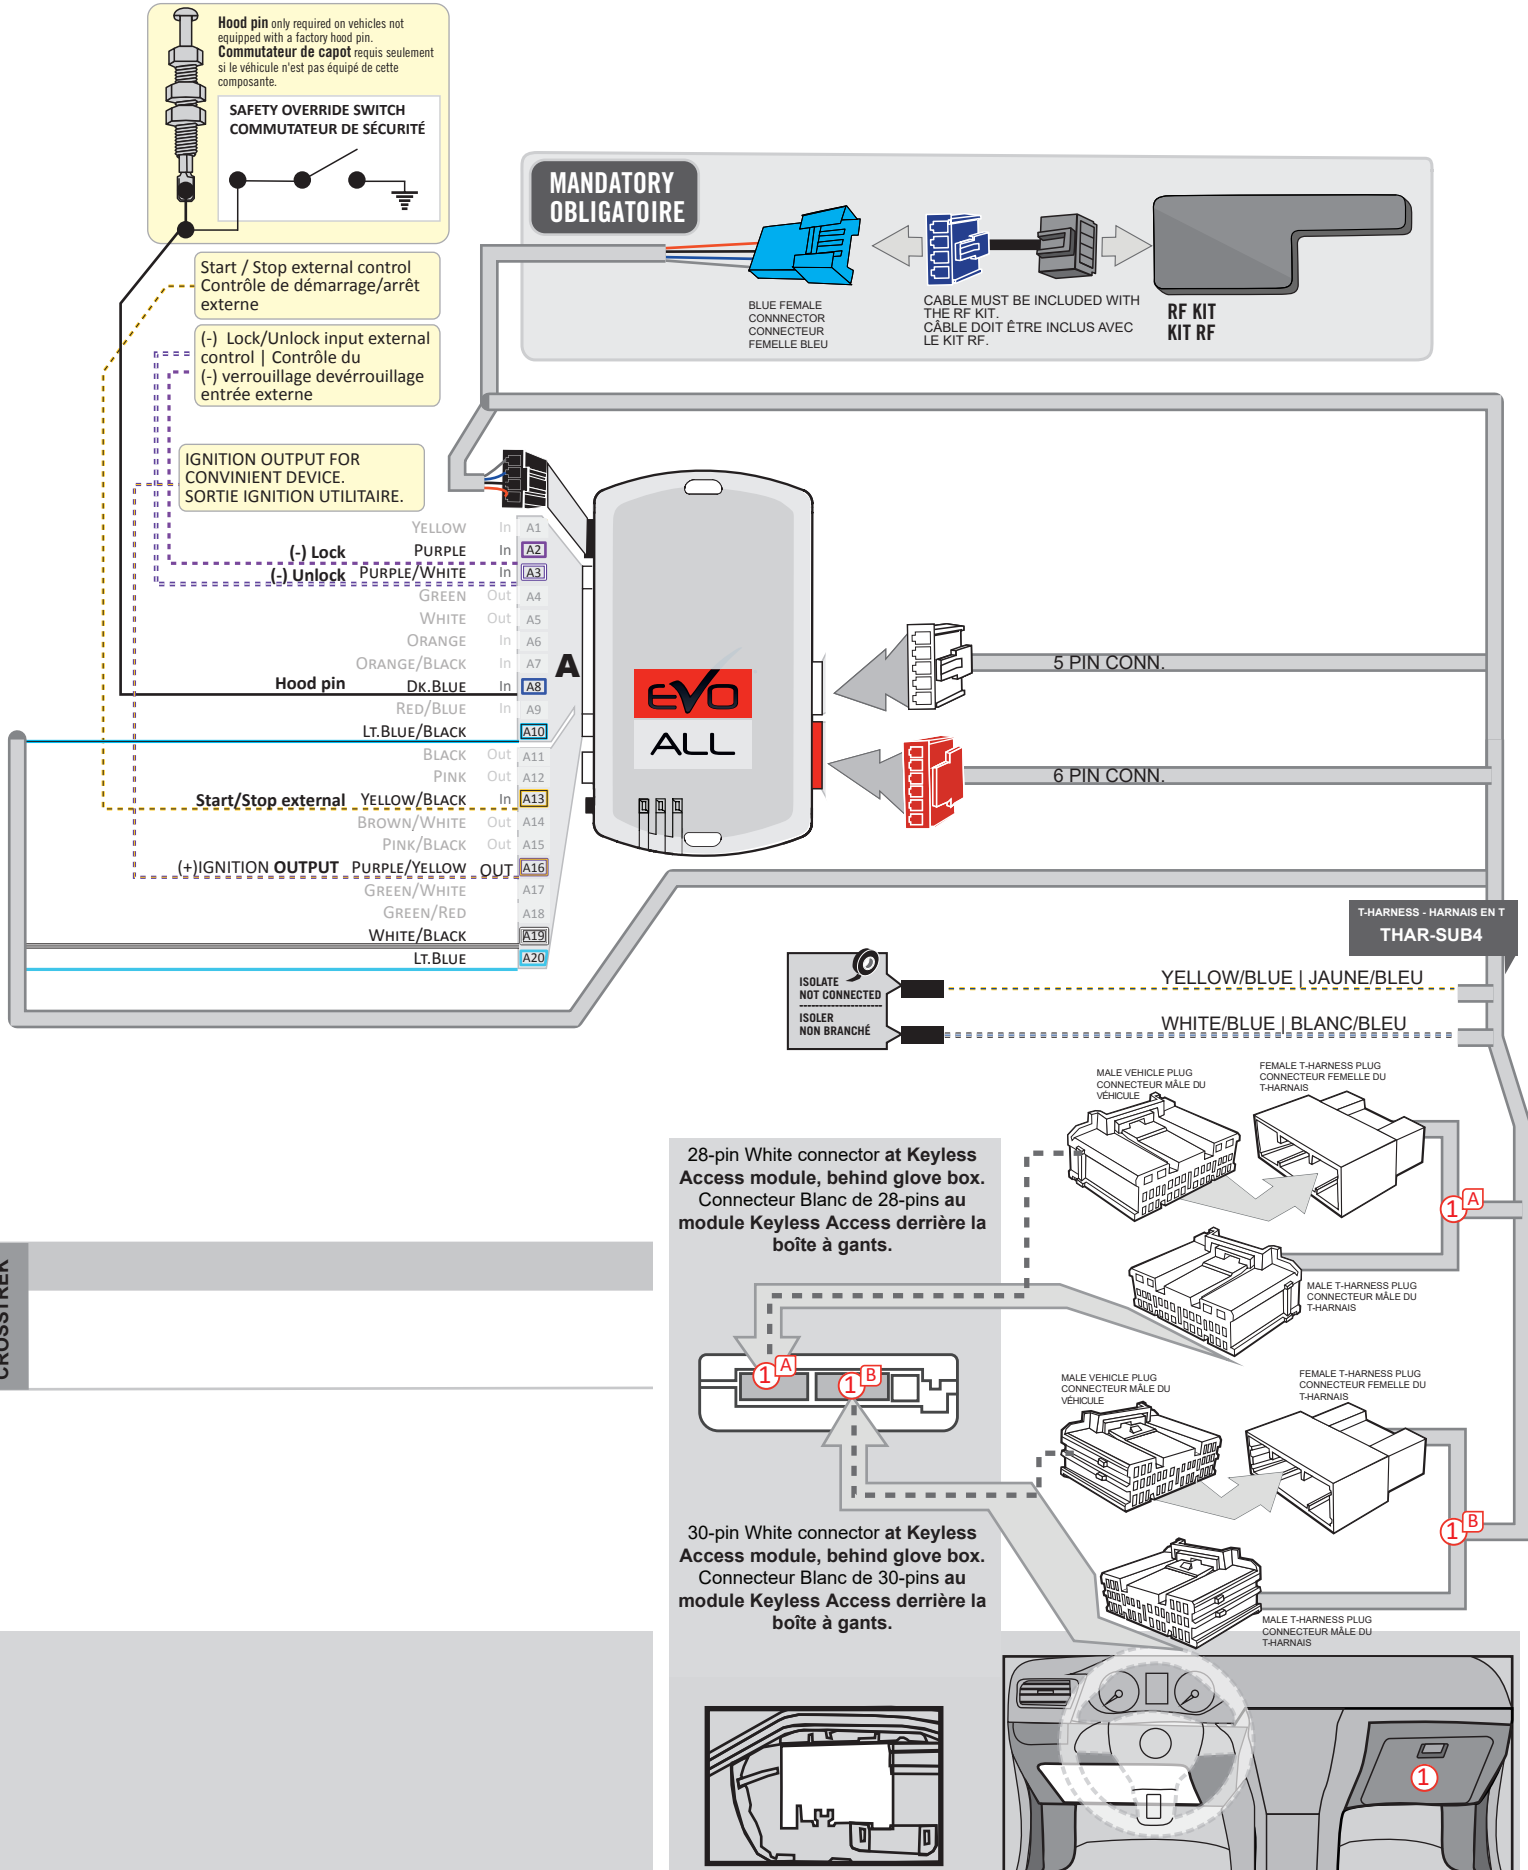 Hood pin only required on vehicles not
equipped with a factory hood pin.
Commutateur de capot requis seulement
si le véhicule n'est pas équipé de cette
composante.
SAFETY OVERRIDE SWITCH
COMMUTATEUR DE SÉCURITÉ
MANDATORY
OBLIGATOIRE
BLUE FEMALE
CONNNECTOR
CONNECTEUR
FEMELLE BLEU
CABLE MUST BE INCLUDED WITH
THE RF KIT.
CÂBLE DOIT ÊTRE INCLUS AVEC
LE KIT RF.
RF KIT
KIT RF
Start / Stop external control
Contrôle de démarrage/arrêt
externe
(-) Lock/Unlock input external
control | Contrôle du
(-) verrouillage devérrouillage
entrée externe
IGNITION OUTPUT FOR
CONVINIENT DEVICE.
SORTIE IGNITION UTILITAIRE.
YELLOW In A1
(-) Lock PURPLE In A2
(-) Unlock PURPLE/WHITE In A3
GREEN Out A4
WHITE Out A5
ORANGE In A6
ORANGE/BLACK In A7
Hood pin DK.BLUE In A8
RED/BLUE In A9
LT.BLUE/BLACK A10
BLACK Out A11
PINK Out A12
Start/Stop external YELLOW/BLACK In A13
BROWN/WHITE Out A14
PINK/BLACK Out A15
(+)IGNITION OUTPUT PURPLE/YELLOW OUT A16
GREEN/WHITE A17
GREEN/RED A18
WHITE/BLACK A19
LT.BLUE A20
A
EVO
ALL
5 PIN CONN.
6 PIN CONN.
T-HARNESS - HARNAIS EN T
THAR-SUB4
ISOLATE
NOT CONNECTED
ISOLER
NON BRANCHÉ
YELLOW/BLUE | JAUNE/BLEU
WHITE/BLUE | BLANC/BLEU
MALE VEHICLE PLUG
CONNECTEUR MÂLE DU
VÉHICULE
FEMALE T-HARNESS PLUG
CONNECTEUR FEMELLE DU
T-HARNAIS
1 A
MALE T-HARNESS PLUG
CONNECTEUR MÂLE DU
T-HARNAIS
28-pin White connector at Keyless
Access module, behind glove box.
Connecteur Blanc de 28-pins au
module Keyless Access derrière la
boîte à gants.
CROSSTREK
1 A
1 B
MALE VEHICLE PLUG
CONNECTEUR MÂLE DU
VÉHICULE
FEMALE T-HARNESS PLUG
CONNECTEUR FEMELLE DU
T-HARNAIS
1 B
30-pin White connector at Keyless
Access module, behind glove box.
Connecteur Blanc de 30-pins au
module Keyless Access derrière la
boîte à gants.
MALE T-HARNESS PLUG
CONNECTEUR MÂLE DU
T-HARNAIS
1